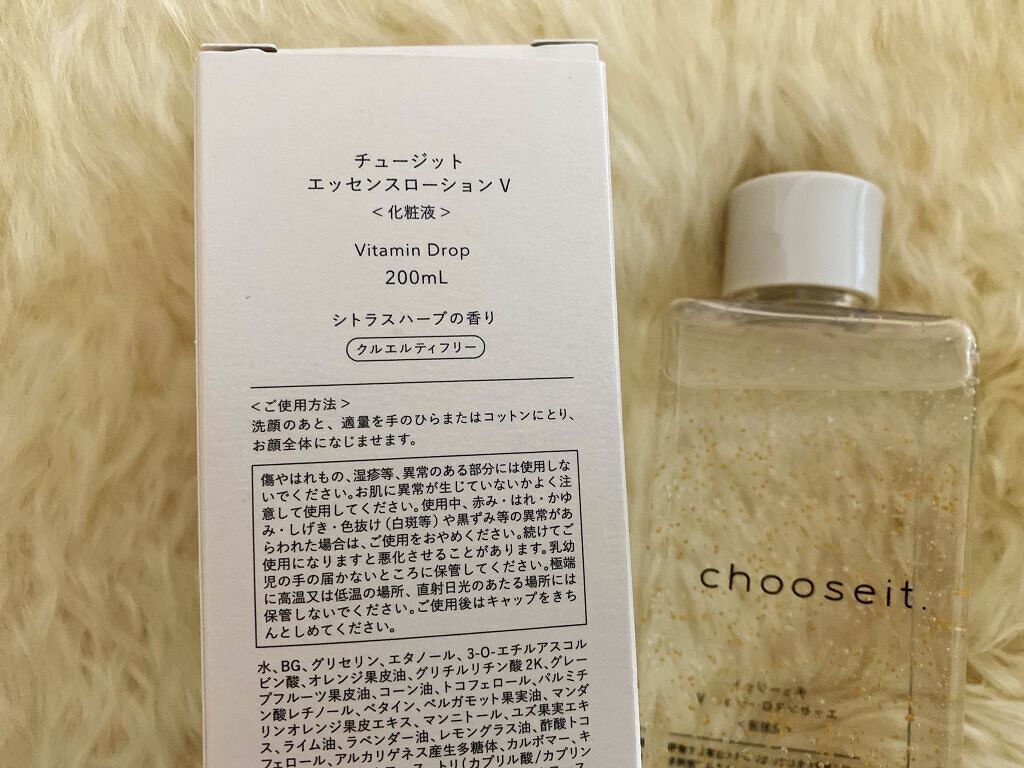 チュージット
エッセンスローション V
<化粧液>
Vitamin Drop
200mL
シトラスハーブの香り
クルエルティフリー
<ご使用方法>
洗顔のあと、適量を手のひらまたはコットンにとり、
お顔全体になじませます。
傷やはれもの、湿疹等、異常のある部分には使用しな
いでください。お肌に異常が生じていないかよく注
意して使用してください。使用中、赤み・はれ・かゆ
み・しげき・色抜け(白斑等)や黒ずみ等の異常があ
らわれた場合は、ご使用をおやめください。続けてご
使用になりますと悪化させることがあります。乳幼
児の手の届かないところに保管してください。極端
に高温又は低温の場所、直射日光のあたる場所には
保管しないでください。ご使用後はキャップをきち
んとしめてください。
水、BG、グリセリン、エタノール、3-O-エチルアスコル
ビン酸、オレンジ果皮油、グリチルリチン酸2K、グレー
プフルーツ果皮油、コーン油、トコフェロール、パルミチ
ン酸レチノール、ベタイン、ベルガモット果実油、マンダ
リンオレンジ果皮エキス、マンニトール、ユズ果実エキ
ス、ライム油、ラベンダー油、レモングラス油、酢酸トコ
フェロール、アルカリゲネス産生多糖体、カルボマー、キ
トリ(カプリル酸/カプリン
chooseit.